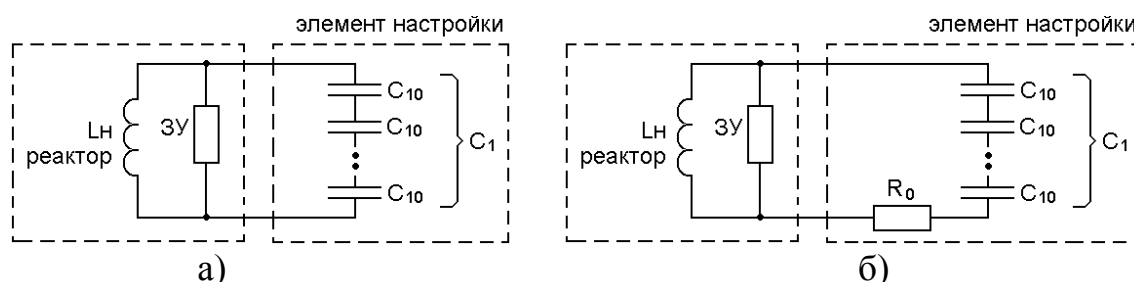 элемент настройки
элемент настройки
Lн
реактор
ЗУ
C10
C10
C10
C1
Lн
реактор
ЗУ
R0
C10
C10
C10
C1
а)
б)